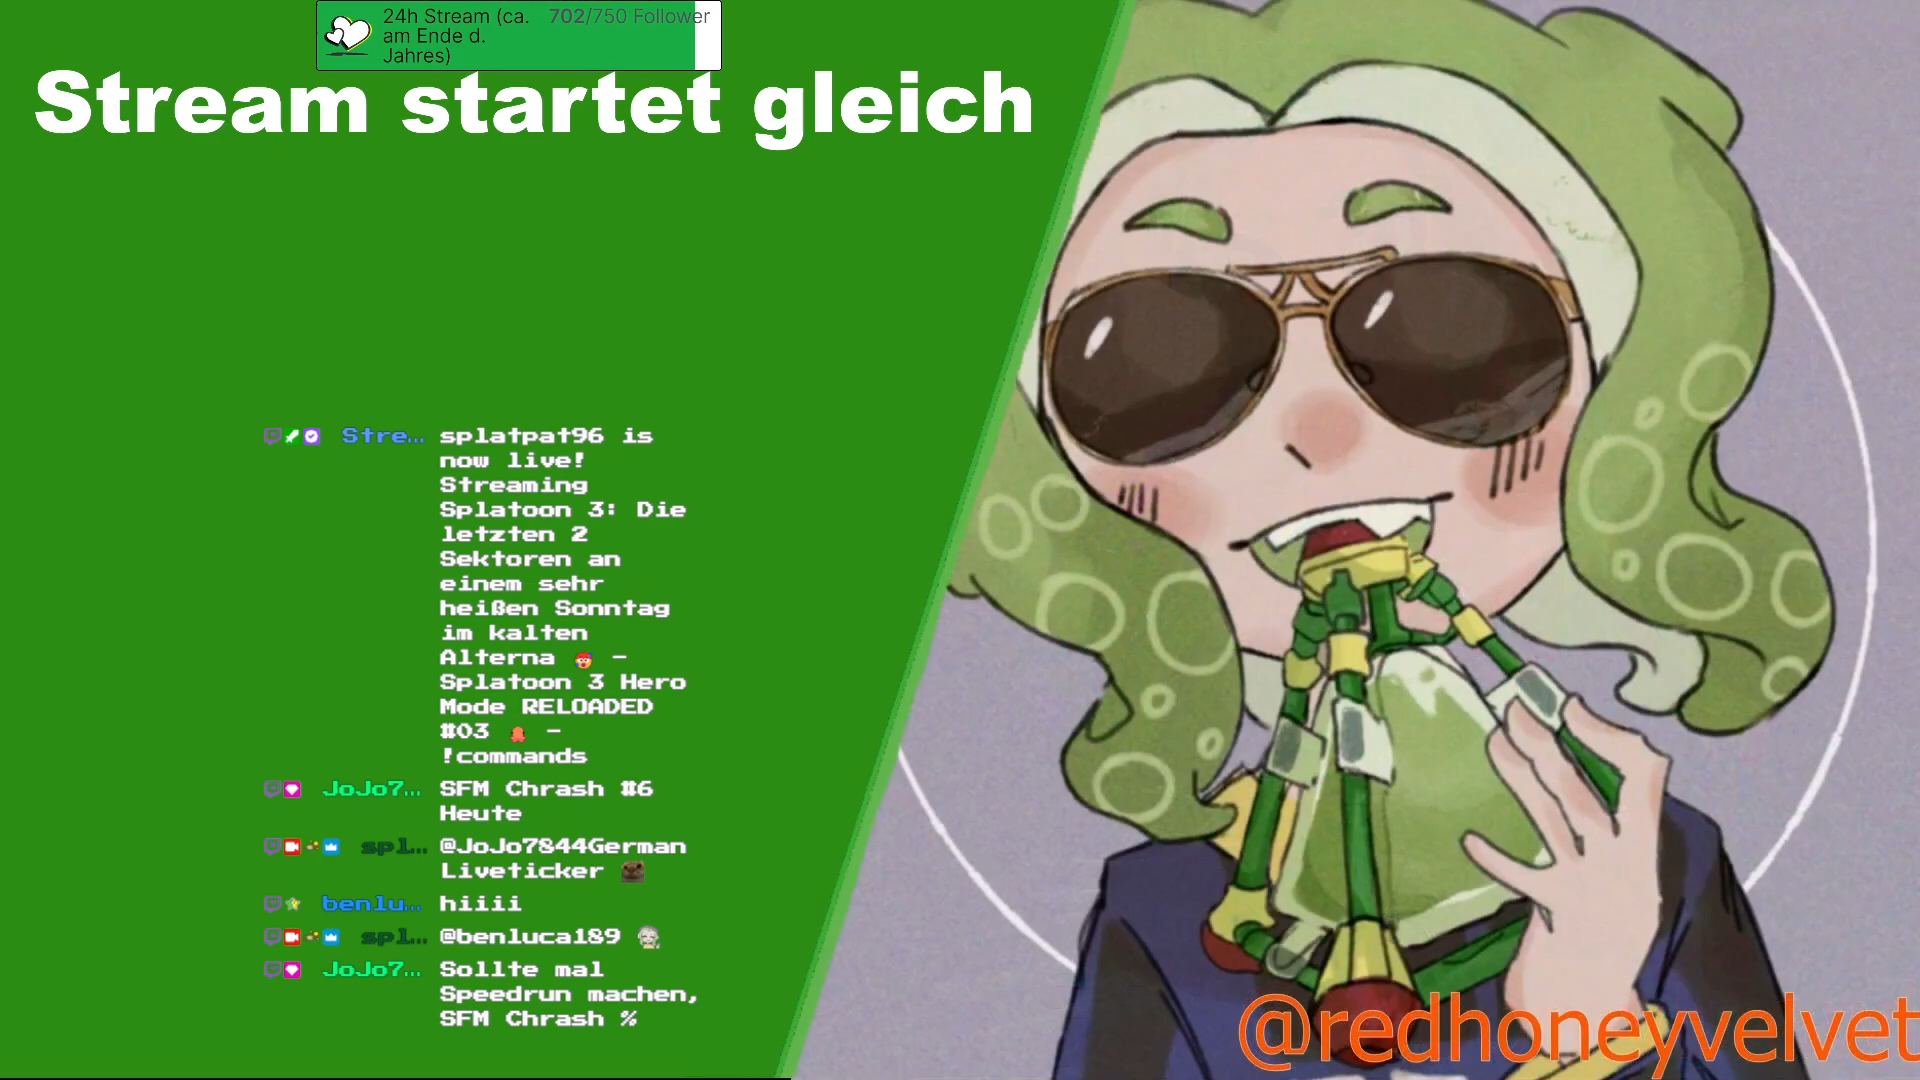 24h Stream (ca. 702/750 Follower
am Ende d.
Jahres)
Stream startet gleich
Stre... splatpat96 is
now live!
Streaming
Splatoon 3: Die
letzten 2
Sektoren an
einem sehr
heißen Sonntag
im kalten
Alterna -
Splatoon 3 Hero
Mode RELOADED
#03 -
!commands
JoJo7... SFM Chrash #6
Heute
spl... @JoJo7844German
Liveticker
benlu... hiiii
spl... @benluca189
JoJo7... Sollte mal
Speedrun machen,
SFM Chrash %
@redhoneyvelvet